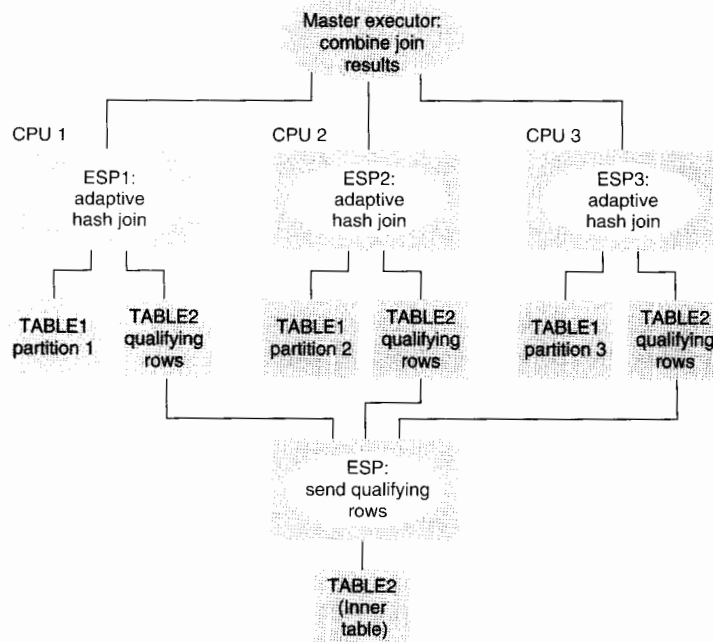 Master executor:
combine join
results
CPU 1
CPU 2
CPU 3
ESP1:
adaptive
hash join
ESP2:
adaptive
hash join
ESP3:
adaptive
hash join
TABLE1
partition 1
TABLE2
qualifying
rows
TABLE1
partition 2
TABLE2
qualifying
rows
TABLE1
partition 3
TABLE2
qualifying
rows
ESP:
send qualifying
rows
TABLE2
(Inner
table)